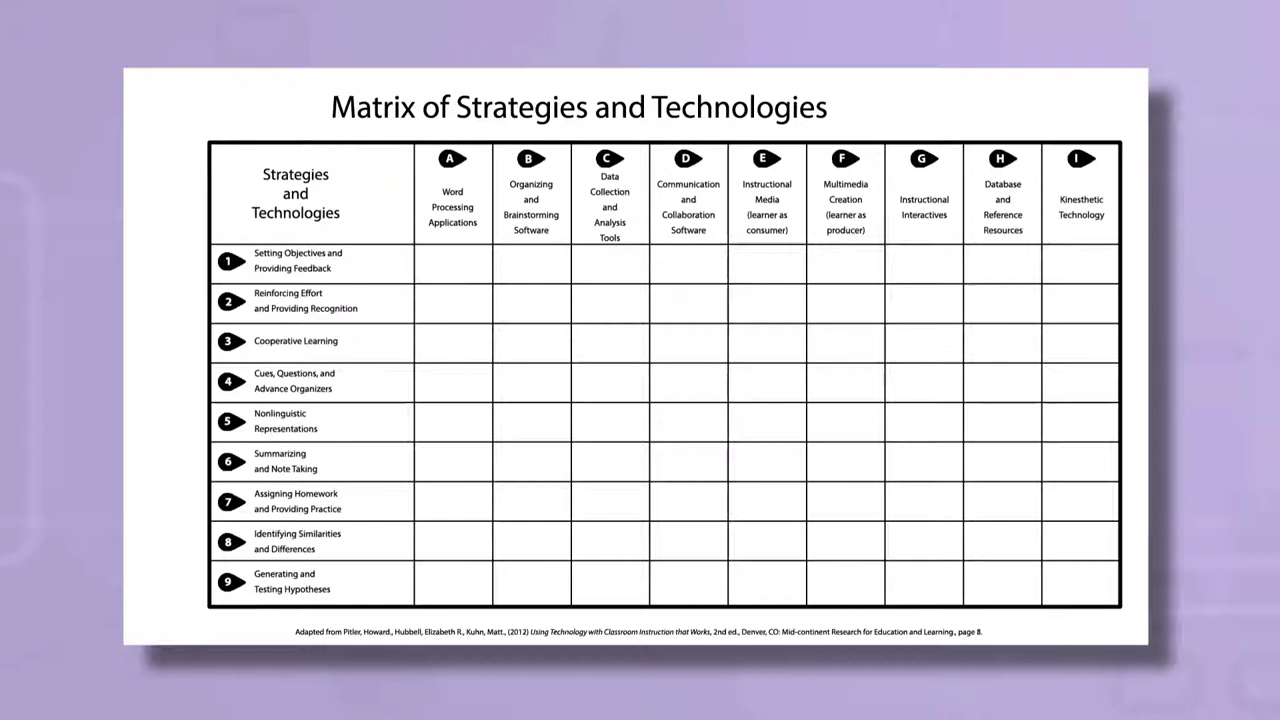 Matrix of Strategies and Technologies
Strategies
and
Technologies
A
Word
Processing
Applications
B
Organizing
and
Brainstorming
Software
C
Data
Collection
and
Analysis
Tools
D
Communication
and
Collaboration
Software
E
Instructional
Media
(learner as
consumer)
F
Multimedia
Creation
(learner as
producer)
G
Instructional
Interactives
H
Database
and
Reference
Resources
I
Kinesthetic
Technology
1
Setting Objectives and
Providing Feedback
2
Reinforcing Effort
and Providing Recognition
3
Cooperative Learning
4
Cues, Questions, and
Advance Organizers
5
Nonlinguistic
Representations
6
Summarizing
and Note Taking
7
Assigning Homework
and Providing Practice
8
Identifying Similarities
and Differences
9
Generating and
Testing Hypotheses
Adapted from Pitler, Howard., Hubbell, Elizabeth R., Kuhn, Matt., (2012) Using Technology with Classroom Instruction that Works, 2nd ed., Denver, CO: Mid-continent Research for Education and Learning., page 8.